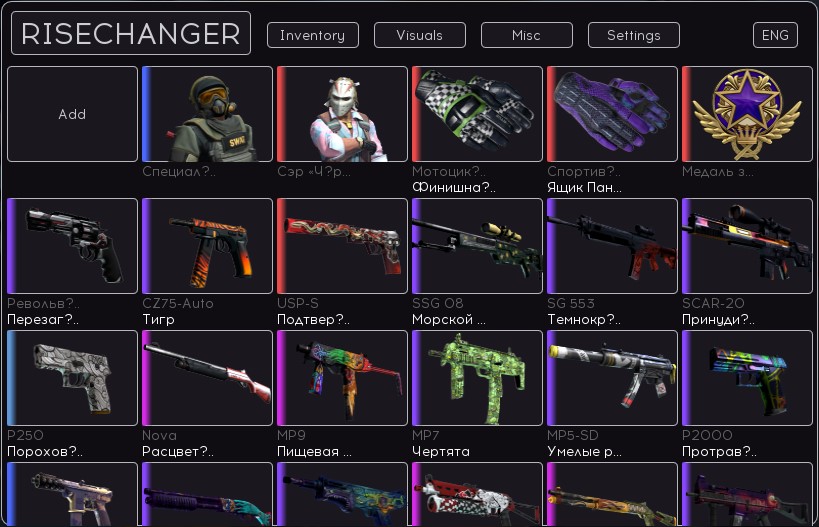 RISECHANGER
Inventory
Visuals
Misc
Settings
ENG
Add
Специал?..
Сэр «Ч?р...
Мотоцик?..
Финишна?..
Спортив?..
Ящик Пан...
Медаль з...
SWAG
Револьв?..
Перезаг?..
CZ75-Auto
Тигр
USP-S
Подтвер?..
SSG 08
Морской ...
SG 553
Темнокр?..
SCAR-20
Принуди?..
P250
Порохов?..
Nova
Расцвет?..
MP9
Пищевая ...
MP7
Чертята
MP5-SD
Умелые р...
P2000
Протрав?..